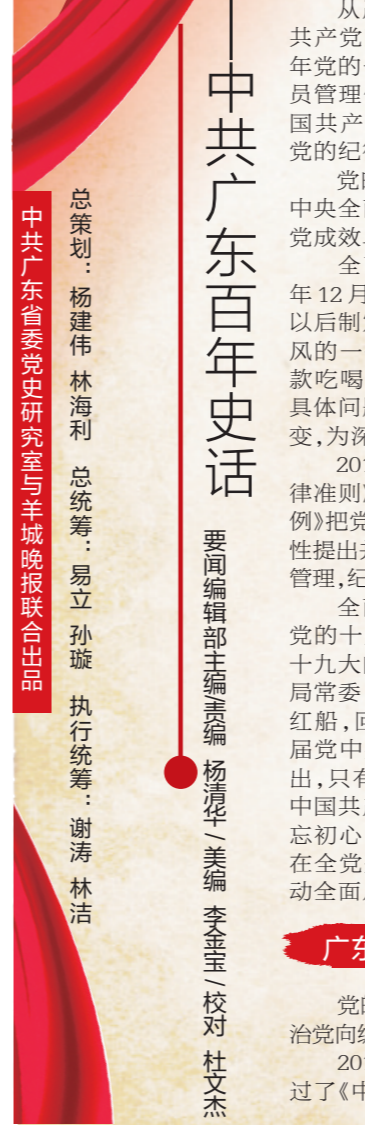 ——中共广东百年史话
要闻编辑部主编 责编 杨清华/美编 李金宝/校对 杜文杰
总策划：杨建伟 林海利 总统筹：易立 孙璇 执行统筹：谢涛 林洁
中共广东省委党史研究室与羊城晚报联合出品
共产党
年党的
员管理
国共产
党的纪
党
中央全面
党成效
全
年12月
以后制
风的一
款吃喝
具体问
变，为深
201
律准则》
例》把党
性提出
管理，纪
全面
党的十
十九大
局常委
红船，回
届党中
出，只有
中国共
忘初心
在全党
动全面
广东
党的
治党向
201
过了《中